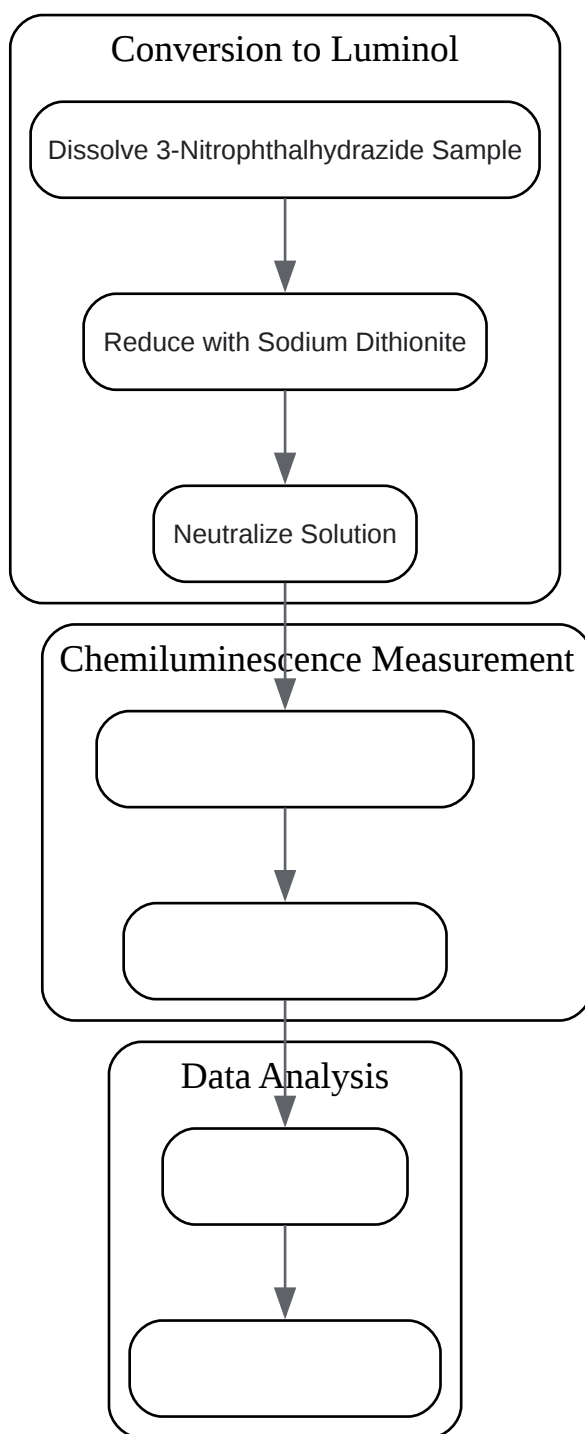 Conversion to Luminol
Dissolve 3-Nitrophthalhydrazide Sample
Reduce with Sodium Dithionite
Neutralize Solution
Chemiluminescence Measurement
Data Analysis